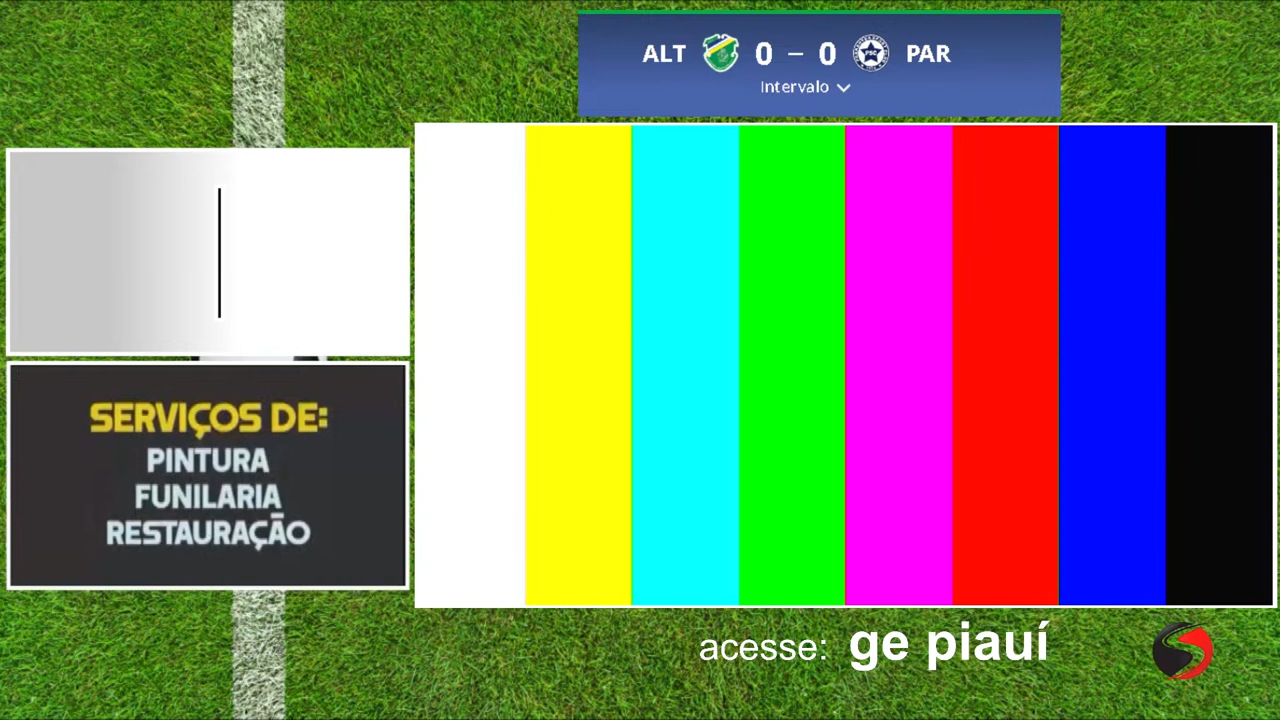 ALT 0 – 0 PAR
Intervalo
SERVIÇOS DE:
PINTURA
FUNILARIA
RESTAURAÇÃO
acesse: ge piauí